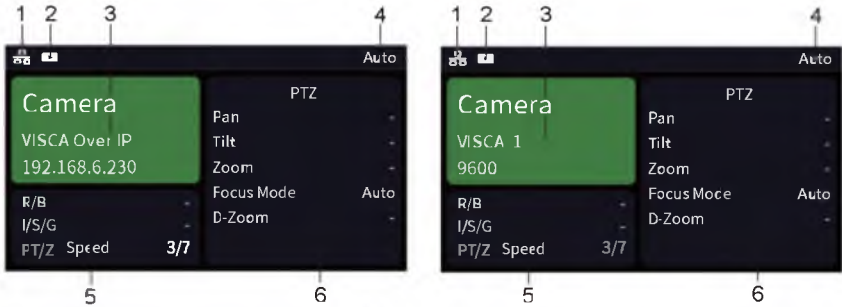 1 2 3 4
Auto
Camera
VISCA Over IP
192.168.6.230
R/B -
I/S/G -
PT/Z Speed 3/7
PTZ
Pan -
Tilt -
Zoom -
Focus Mode Auto
D-Zoom -
5 6
1 2 3 4
Auto
Camera
VISCA 1
9600
R/B -
I/S/G -
PT/Z Speed 3/7
PTZ
Pan -
Tilt -
Zoom -
Focus Mode Auto
D-Zoom -
5 6